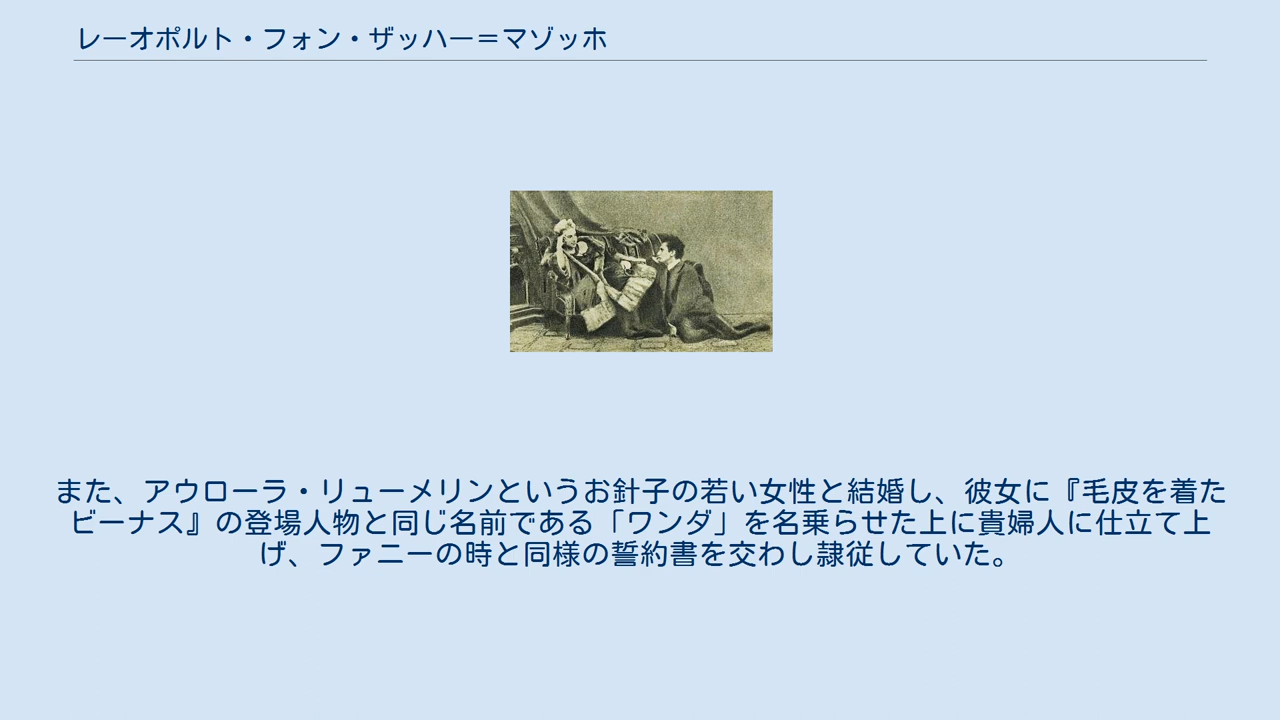 レーオポルト・フォン・ザッハー＝マゾッホ
また、アウローラ・リューメリンというお針子の若い女性と結婚し、彼女に『毛皮を着た
ビーナス』の登場人物と同じ名前である「ワンダ」を名乗らせた上に貴婦人に仕立て上
げ、ファニーの時と同様の誓約書を交わし隷従していた。